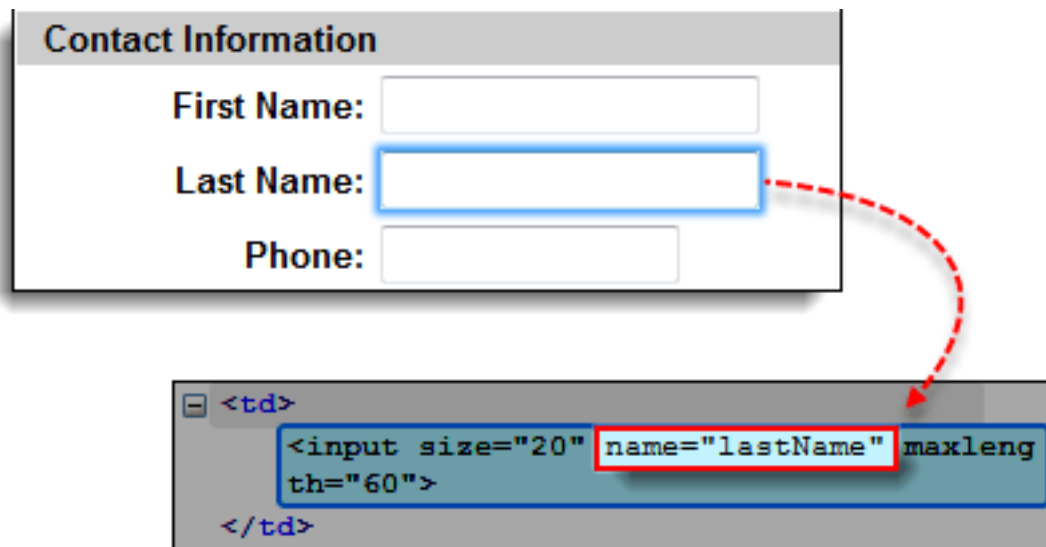 Contact Information
First Name:
Last Name:
Phone:
<td>
<input size="20" name="lastName" maxleng
th="60">
</td>